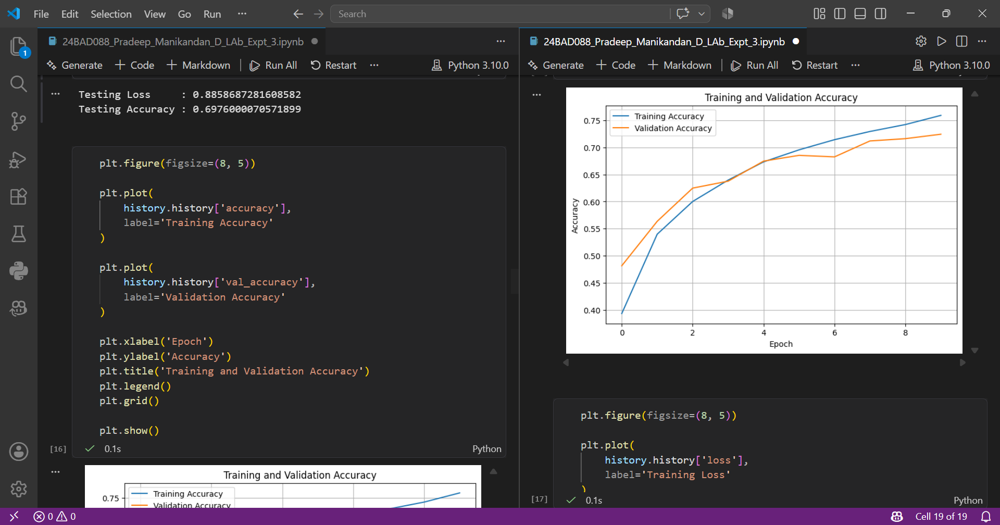 File Edit Selection View Go Run ...
Search
24BAD088_Pradeep_Manikandan_D_LAb_Expt_3.ipynb
Generate + Code + Markdown Run All Restart ... Python 3.10.0
Testing Loss     : 0.8858687281608582
Testing Accuracy : 0.6976000070571899
plt.figure(figsize=(8, 5))
plt.plot(
history.history['accuracy'],
label='Training Accuracy'
)
plt.plot(
history.history['val_accuracy'],
label='Validation Accuracy'
)
plt.xlabel('Epoch')
plt.ylabel('Accuracy')
plt.title('Training and Validation Accuracy')
plt.legend()
plt.grid()
plt.show()
[16] 0.1s Python
Training and Validation Accuracy
Training Accuracy
0.75
Validation Accuracy
24BAD088_Pradeep_Manikandan_D_LAb_Expt_3.ipynb
Generate + Code + Markdown Run All Restart ... Python 3.10.0
Training and Validation Accuracy
Training Accuracy
Validation Accuracy
0.75
0.70
0.65
0.60
0.55
0.50
0.45
0.40
Accuracy
0 2 4 6 8
Epoch
plt.figure(figsize=(8, 5))
plt.plot(
history.history['loss'],
label='Training Loss'
)
[17] 0.1s Python
1
0 0
Cell 19 of 19